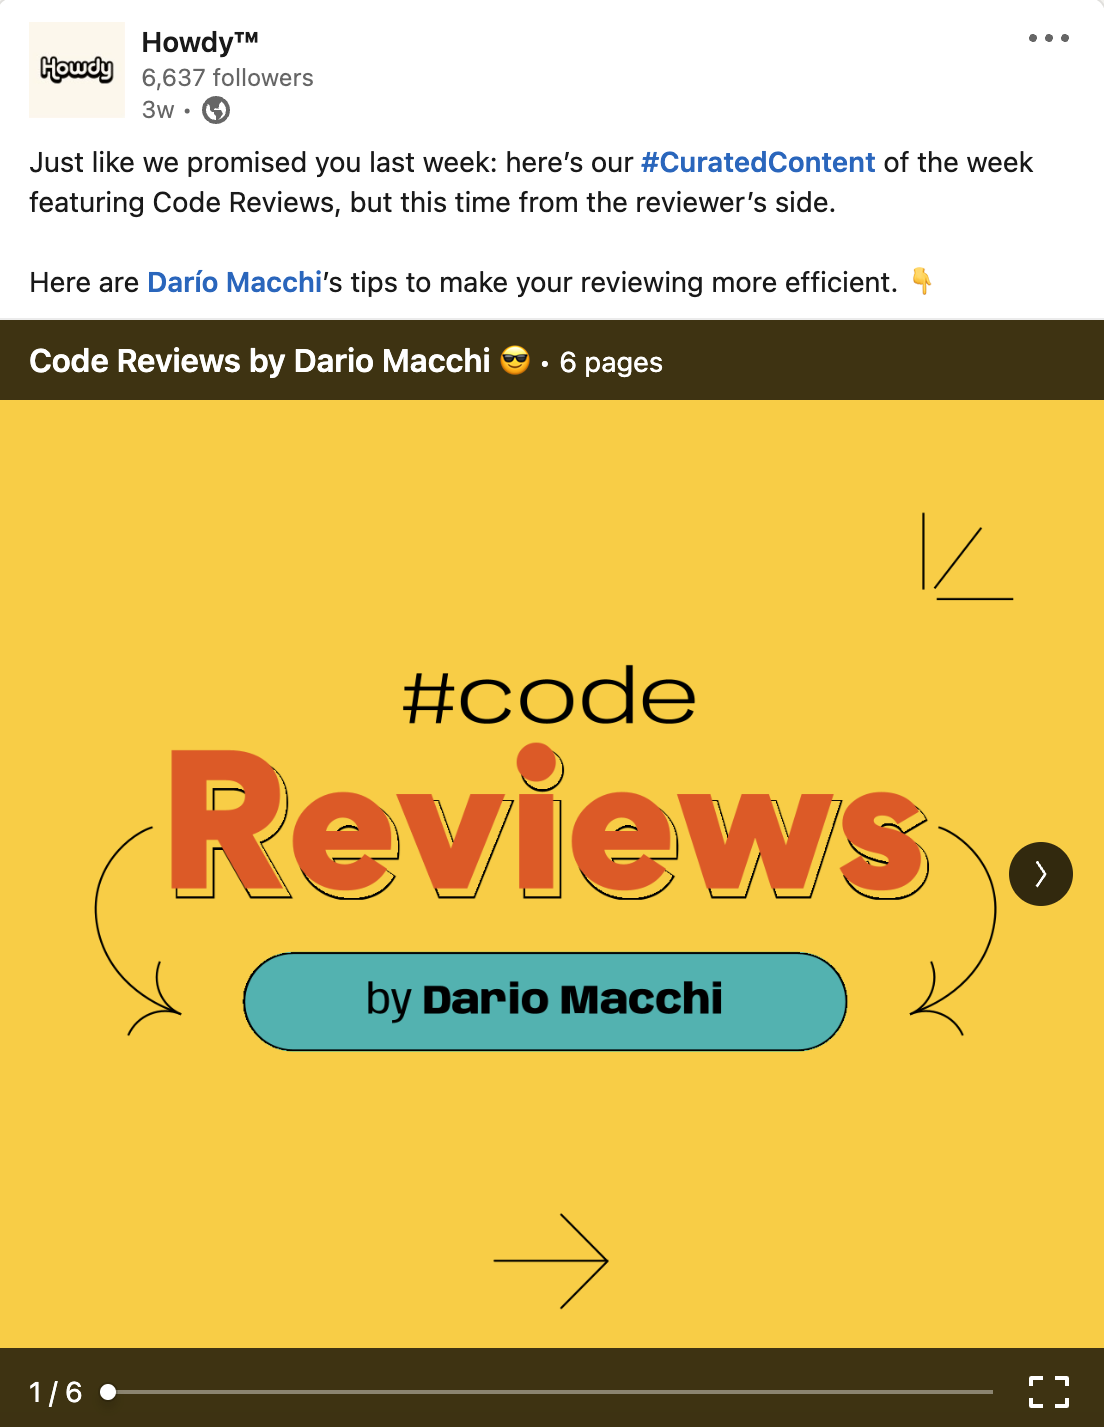 Howdy
Howdy™
6,637 followers
3w •
Just like we promised you last week: here’s our #CuratedContent of the week
featuring Code Reviews, but this time from the reviewer’s side.
Here are Darío Macchi’s tips to make your reviewing more efficient. 👇
Code Reviews by Dario Macchi 😎 • 6 pages
#code
Reviews
by Dario Macchi
1 / 6